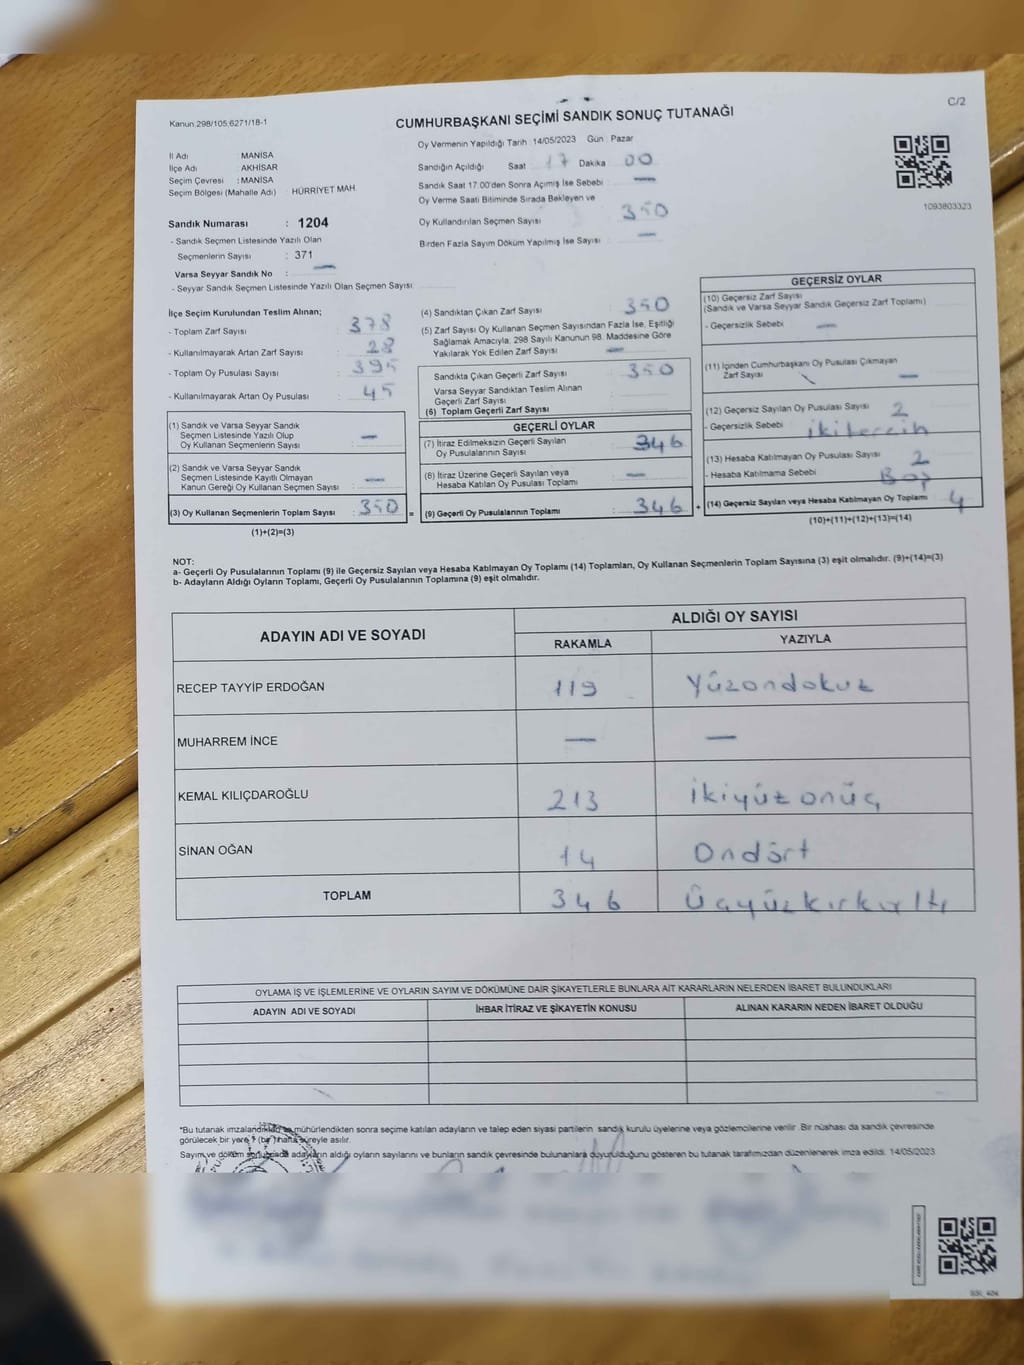 C/2
Kanun 298/105,6271/18-1
CUMHURBAŞKANI SEÇİMİ SANDIK SONUÇ TUTANAĞI
Oy Vermenin Yapıldığı Tarih :14/05/2023 Gün : Pazar
İl Adı : MANİSA
İlçe Adı : AKHİSAR
Seçim Çevresi : MANİSA
Seçim Bölgesi (Mahalle Adı) : HÜRRİYET MAH
Sandığın Açıldığı Saat 17 Dakika 00
Sandık Saat 17.00'den Sonra Açımış İse Sebebi : —
Oy Verme Saati Bitiminde Sırada Bekleyen ve
Oy Kullandırılan Seçmen Sayısı : 350
Birden Fazla Sayım Döküm Yapılmış İse Sayısı : —
1093803323
Sandık Numarası : 1204
- Sandık Seçmen Listesinde Yazılı Olan
Seçmenlerin Sayısı : 371
Varsa Seyyar Sandık No : —
- Seyyar Sandık Seçmen Listesinde Yazılı Olan Seçmen Sayısı:
İlçe Seçim Kurulundan Teslim Alınan;
- Toplam Zarf Sayısı : 378
- Kullanılmayarak Artan Zarf Sayısı : 28
- Toplam Oy Pusulası Sayısı : 395
- Kullanılmayarak Artan Oy Pusulası : 45
(4) Sandıktan Çıkan Zarf Sayısı : 350
(5) Zarf Sayısı Oy Kullanan Seçmen Sayısından Fazla İse, Eşitliği
Sağlamak Amacıyla, 298 Sayılı Kanunun 98. Maddesine Göre
Yakılarak Yok Edilen Zarf Sayısı : —
Sandıkta Çıkan Geçerli Zarf Sayısı : 350
Varsa Seyyar Sandıktan Teslim Alınan
Geçerli Zarf Sayısı :
(6) Toplam Geçerli Zarf Sayısı :
GEÇERSİZ OYLAR
(10) Geçersiz Zarf Sayısı
(Sandık ve Varsa Seyyar Sandık Geçersiz Zarf Toplamı) :
- Geçersizlik Sebebi : —
(11) İçinden Cumhurbaşkanı Oy Pusulası Çıkmayan
Zarf Sayısı : —
(12) Geçersiz Sayılan Oy Pusulası Sayısı : 2
- Geçersizlik Sebebi : iki tercih
(13) Hesaba Katılmayan Oy Pusulası Sayısı : 2
- Hesaba Katılmama Sebebi : Boş
(14) Geçersiz Sayılan veya Hesaba Katılmayan Oy Toplamı : 4
(10)+(11)+(12)+(13)=(14)
(1) Sandık ve Varsa Seyyar Sandık
Seçmen Listesinde Yazılı Olup
Oy Kullanan Seçmenlerin Sayısı : —
(2) Sandık ve Varsa Seyyar Sandık
Seçmen Listesinde Kayıtlı Olmayan
Kanun Gereği Oy Kullanan Seçmen Sayısı : —
(3) Oy Kullanan Seçmenlerin Toplam Sayısı : 350 =
(1)+(2)=(3)
GEÇERLİ OYLAR
(7) İtiraz Edilmeksizin Geçerli Sayılan
Oy Pusulalarının Sayısı : 346
(8) İtiraz Üzerine Geçerli Sayılan veya
Hesaba Katılan Oy Pusulası Toplamı : —
(9) Geçerli Oy Pusulalarının Toplamı : 346 +
NOT:
a- Geçerli Oy Pusulalarının Toplamı (9) ile Geçersiz Sayılan veya Hesaba Katılmayan Oy Toplamı (14) Toplamları, Oy Kullanan Seçmenlerin Toplam Sayısına (3) eşit olmalıdır. (9)+(14)=(3)
b- Adayların Aldığı Oyların Toplamı, Geçerli Oy Pusulalarının Toplamına (9) eşit olmalıdır.
ADAYIN ADI VE SOYADI
ALDIĞI OY SAYISI
RAKAMLA YAZIYLA
RECEP TAYYİP ERDOĞAN 119 Yüzondokuz
MUHARREM İNCE — —
KEMAL KILIÇDAROĞLU 213 ikiyüz onüç
SİNAN OĞAN 14 Ondört
TOPLAM 346 Üçyüzkırkaltı
OYLAMA İŞ VE İŞLEMLERİNE VE OYLARIN SAYIM VE DÖKÜMÜNE DAİR ŞİKAYETLERLE BUNLARA AİT KARARLARIN NELERDEN İBARET BULUNDUKLARI
ADAYIN ADI VE SOYADI İHBAR İTİRAZ VE ŞİKAYETİN KONUSU ALINAN KARARIN NEDEN İBARET OLDUĞU
*Bu tutanak imzalandıktan ve mühürlendikten sonra seçime katılan adayların ve talep eden siyasi partilerin sandık kurulu üyelerine veya gözlemcilerine verilir. Bir nüshası da sandık çevresinde
görülecek bir yere 1 (bir) hafta süreyle asılır.
Sayım ve döküm sonucunda adayların aldığı oyların sayılarını ve bunların sandık çevresinde bulunanlara duyurulduğunu gösteren bu tutanak tarafımızdan düzenlenerek imza edildi. 14/05/2023